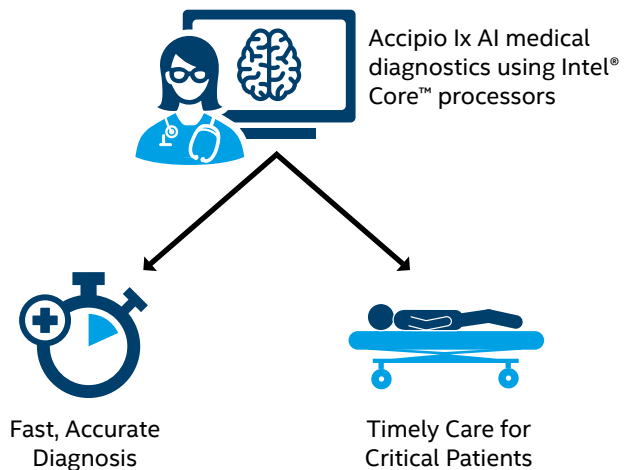 Accipio Ix AI medical
diagnostics using Intel®
Core™ processors
Fast, Accurate
Diagnosis
Timely Care for
Critical Patients